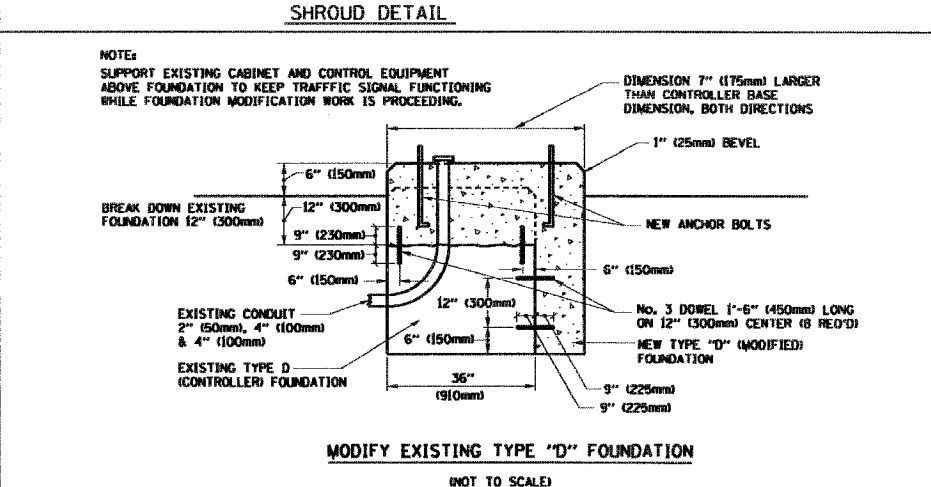 SHROUD DETAIL
NOTE:
SUPPORT EXISTING CABINET AND CONTROL EQUIPMENT
ABOVE FOUNDATION TO KEEP TRAFFFIC SIGNAL FUNCTIONING
WHILE FOUNDATION MODIFICATION WORK IS PROCEEDING.
DIMENSION 7" (175mm) LARGER
THAN CONTROLLER BASE
DIMENSION, BOTH DIRECTIONS
1" (25mm) BEVEL
6" (150mm)
BREAK DOWN EXISTING
FOUNDATION 12" (300mm)
12" (300mm)
NEW ANCHOR BOLTS
9" (230mm)
9" (230mm)
6" (150mm)
6" (150mm)
EXISTING CONDUIT
2" (50mm), 4" (100mm)
& 4" (100mm)
12" (300mm)
No. 3 DOWEL 1'-6" (450mm) LONG
ON 12" (300mm) CENTER (8 REQ'D)
6" (150mm)
NEW TYPE "D" (MODIFIED)
FOUNDATION
EXISTING TYPE D
(CONTROLLER) FOUNDATION
36"
(910mm)
9" (225mm)
9" (225mm)
MODIFY EXISTING TYPE "D" FOUNDATION
(NOT TO SCALE)